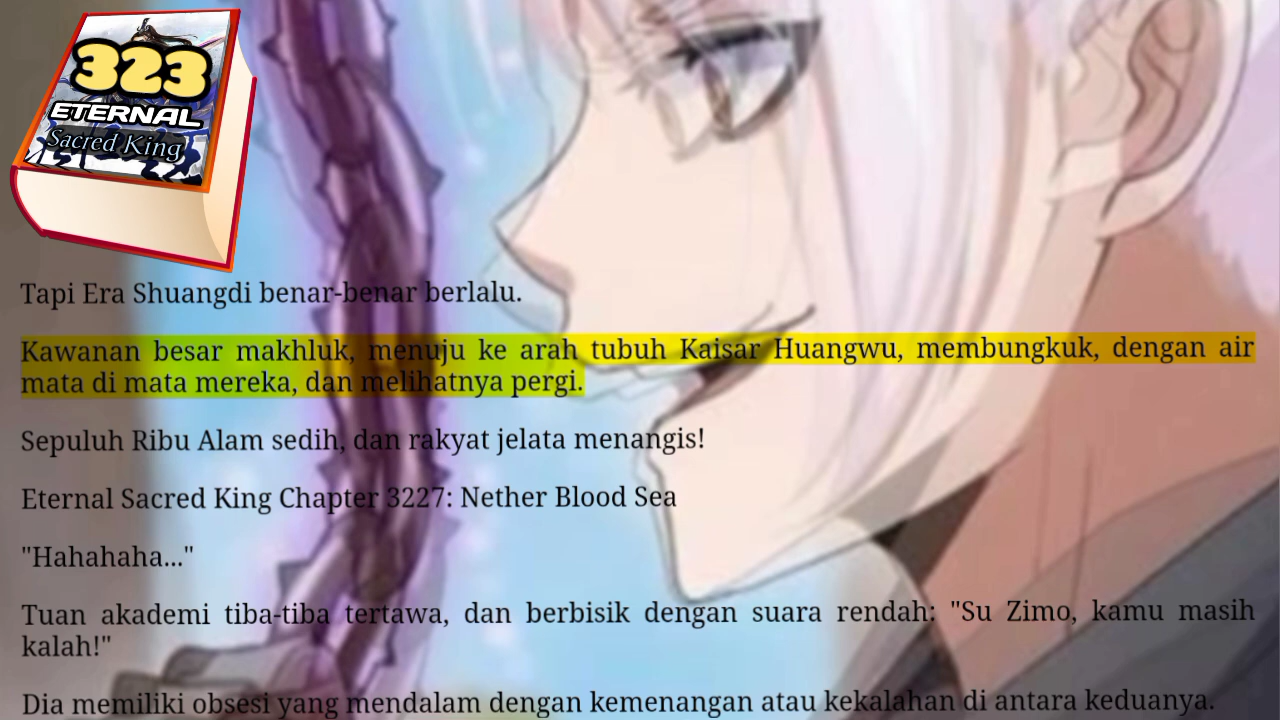 323
ETERNAL
Sacred King
Tapi Era Shuangdi benar-benar berlalu.
Kawanan besar makhluk, menuju ke arah tubuh Kaisar Huangwu, membungkuk, dengan air
mata di mata mereka, dan melihatnya pergi.
Sepuluh Ribu Alam sedih, dan rakyat jelata menangis!
Eternal Sacred King Chapter 3227: Nether Blood Sea
"Hahahaha..."
Tuan akademi tiba-tiba tertawa, dan berbisik dengan suara rendah: "Su Zimo, kamu masih
kalah!"
Dia memiliki obsesi yang mendalam dengan kemenangan atau kekalahan di antara keduanya.